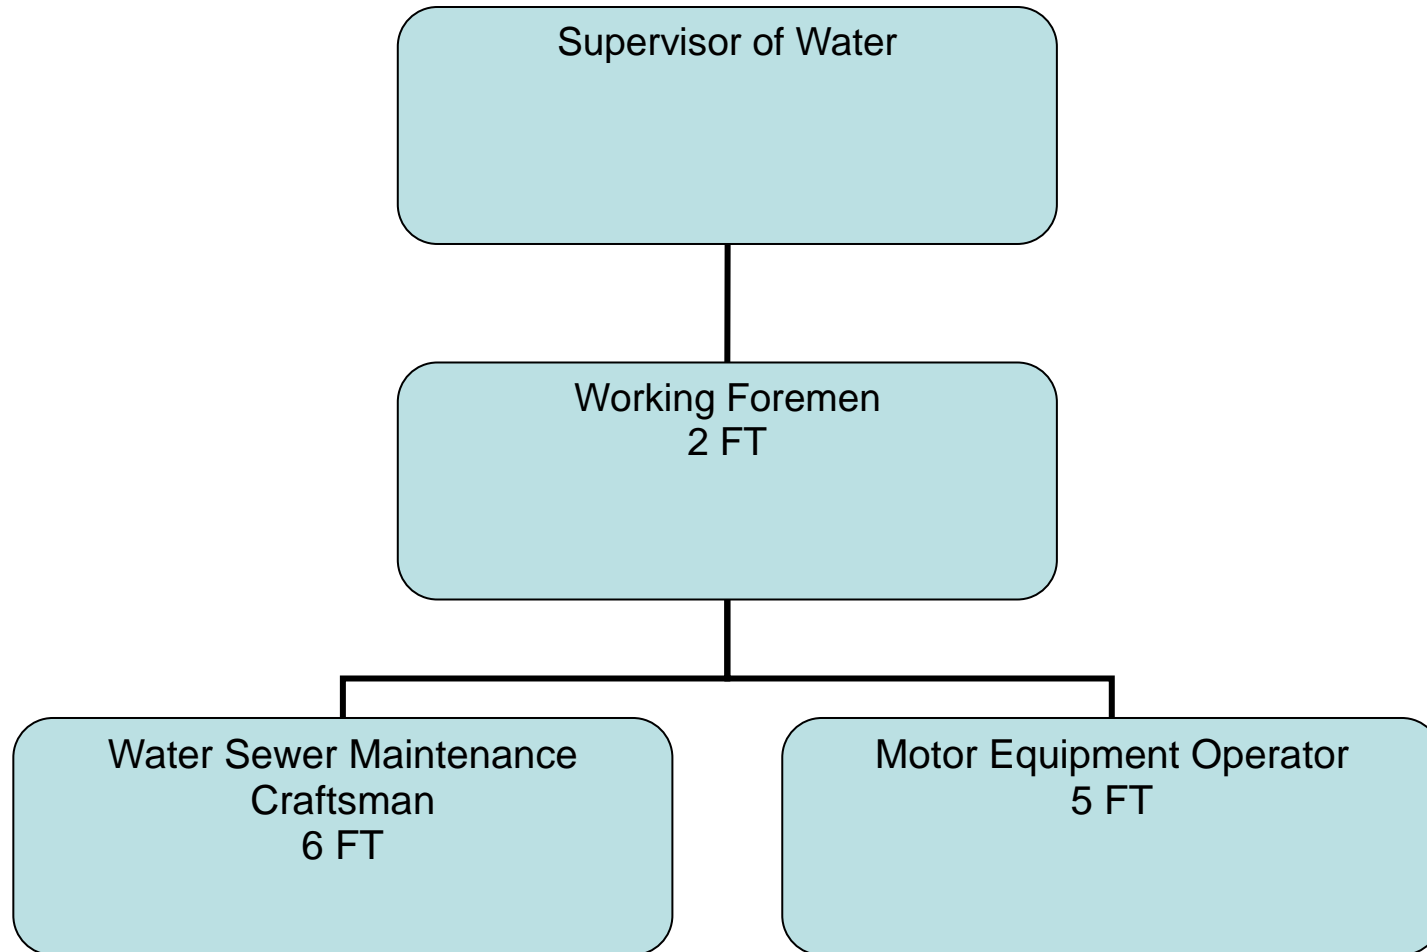 Supervisor of Water
Working Foremen
2 FT
Water Sewer Maintenance
Craftsman
6 FT
Motor Equipment Operator
5 FT